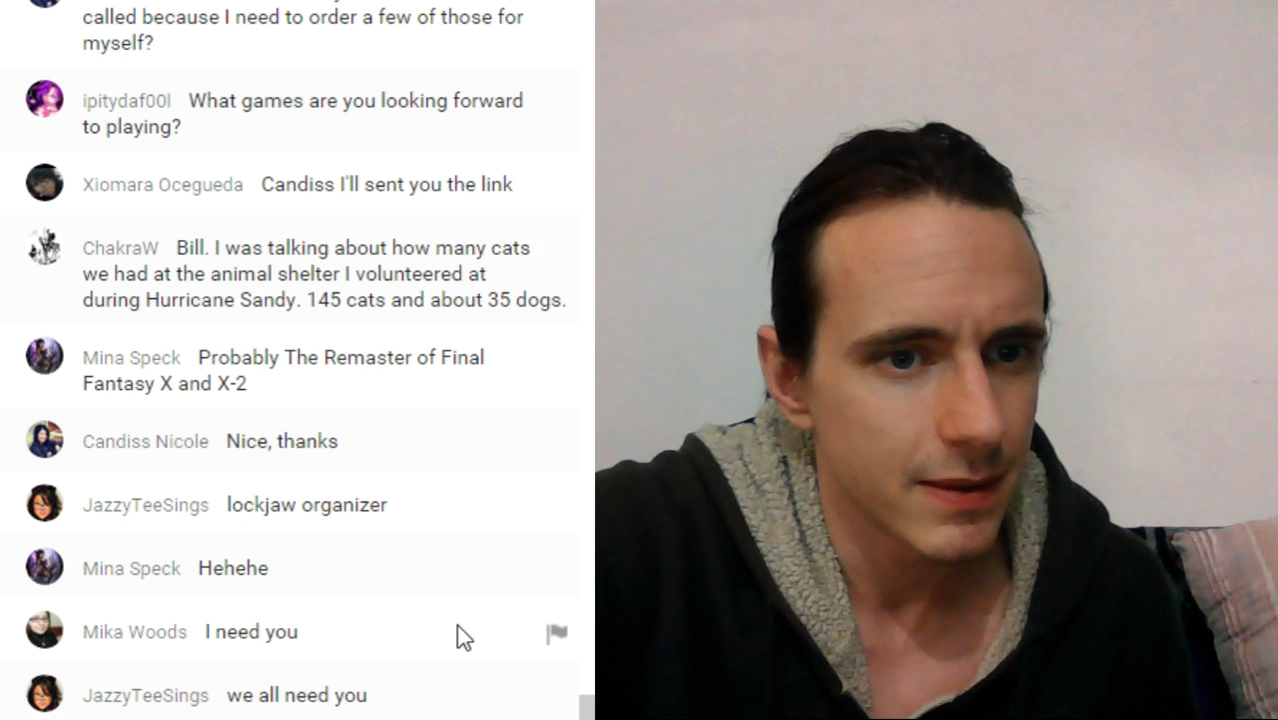 called because I need to order a few of those for
myself?
ipitydaf00l What games are you looking forward
to playing?
Xiomara Ocegueda Candiss I'll sent you the link
ChakraW Bill. I was talking about how many cats
we had at the animal shelter I volunteered at
during Hurricane Sandy. 145 cats and about 35 dogs.
Mina Speck Probably The Remaster of Final
Fantasy X and X-2
Candiss Nicole Nice, thanks
JazzyTeeSings lockjaw organizer
Mina Speck Hehehe
Mika Woods I need you
JazzyTeeSings we all need you